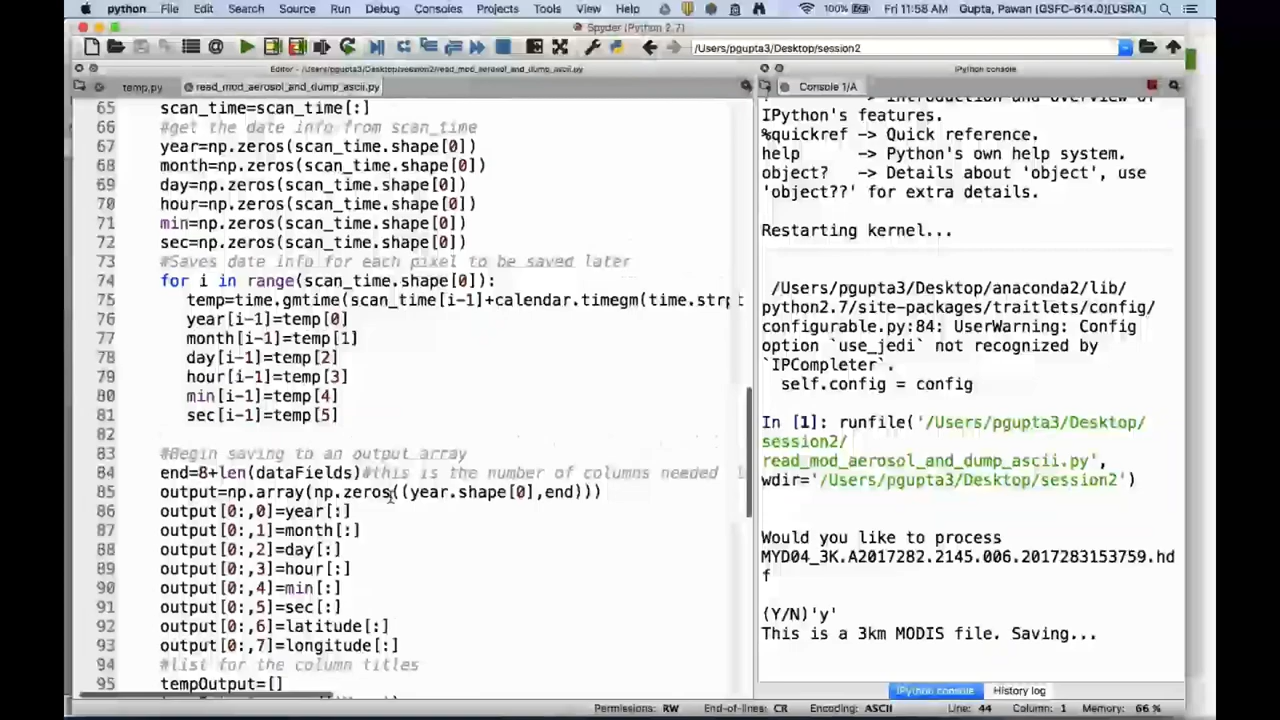 python File Edit Search Source Run Debug Consoles Projects Tools View Help 100% Fri 11:58 AM Gupta, Pawan (GSFC-614.0)[USRA]
Spyder (Python 2.7)
/Users/pgupta3/Desktop/session2
Editor - /Users/pgupta3/Desktop/session2/read_mod_aerosol_and_dump_ascii.py
temp.py read_mod_aerosol_and_dump_ascii.py
65 scan_time=scan_time[:]
66 #get the date info from scan_time
67 year=np.zeros(scan_time.shape[0])
68 month=np.zeros(scan_time.shape[0])
69 day=np.zeros(scan_time.shape[0])
70 hour=np.zeros(scan_time.shape[0])
71 min=np.zeros(scan_time.shape[0])
72 sec=np.zeros(scan_time.shape[0])
73 #Saves date info for each pixel to be saved later
74 for i in range(scan_time.shape[0]):
75 temp=time.gmtime(scan_time[i-1]+calendar.timegm(time.strpt
76 year[i-1]=temp[0]
77 month[i-1]=temp[1]
78 day[i-1]=temp[2]
79 hour[i-1]=temp[3]
80 min[i-1]=temp[4]
81 sec[i-1]=temp[5]
82
83 #Begin saving to an output array
84 end=8+len(dataFields)#this is the number of columns needed
85 output=np.array(np.zeros((year.shape[0],end)))
86 output[0:,0]=year[:]
87 output[0:,1]=month[:]
88 output[0:,2]=day[:]
89 output[0:,3]=hour[:]
90 output[0:,4]=min[:]
91 output[0:,5]=sec[:]
92 output[0:,6]=latitude[:]
93 output[0:,7]=longitude[:]
94 #list for the column titles
95 tempOutput=[]
IPython console
Console 1/A
IPython's features.
%quickref -> Quick reference.
help -> Python's own help system.
object? -> Details about 'object', use
'object??' for extra details.
Restarting kernel...
/Users/pgupta3/Desktop/anaconda2/lib/
python2.7/site-packages/traitlets/config/
configurable.py:84: UserWarning: Config
option `use_jedi` not recognized by
`IPCompleter`.
self.config = config
In [1]: runfile('/Users/pgupta3/Desktop/
session2/
read_mod_aerosol_and_dump_ascii.py',
wdir='/Users/pgupta3/Desktop/session2')
Would you like to process
MYD04_3K.A2017282.2145.006.2017283153759.hd
f
(Y/N)'y'
This is a 3km MODIS file. Saving...
IPython console History log
Permissions: RW End-of-lines: CR Encoding: ASCII Line: 44 Column: 1 Memory: 66 %